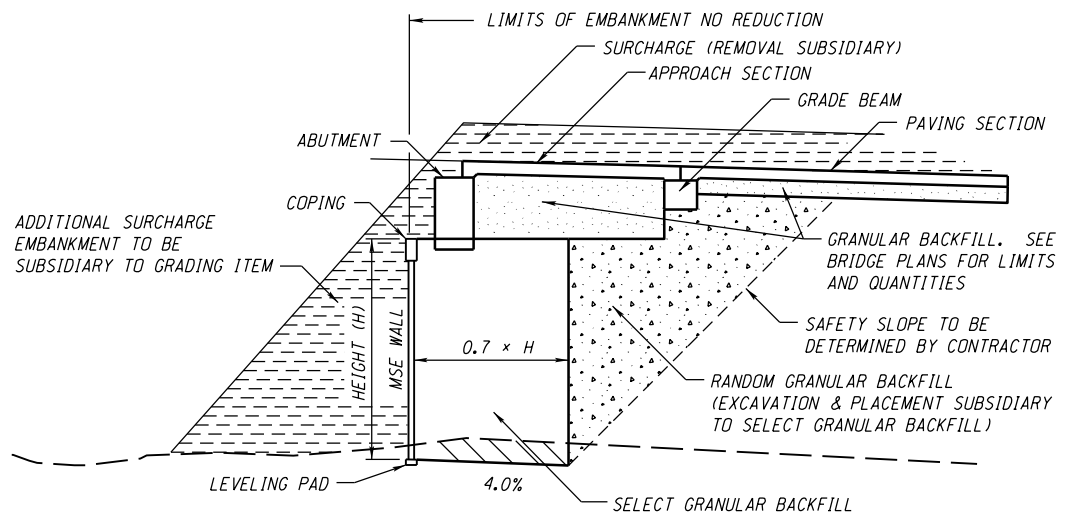 LIMITS OF EMBANKMENT NO REDUCTION
SURCHARGE (REMOVAL SUBSIDIARY)
APPROACH SECTION
GRADE BEAM
PAVING SECTION
ABUTMENT
COPING
ADDITIONAL SURCHARGE
EMBANKMENT TO BE
SUBSIDIARY TO GRADING ITEM
GRANULAR BACKFILL. SEE
BRIDGE PLANS FOR LIMITS
AND QUANTITIES
HEIGHT (H)
MSE WALL
0.7 × H
SAFETY SLOPE TO BE
DETERMINED BY CONTRACTOR
RANDOM GRANULAR BACKFILL
(EXCAVATION & PLACEMENT SUBSIDIARY
TO SELECT GRANULAR BACKFILL)
LEVELING PAD
4.0%
SELECT GRANULAR BACKFILL